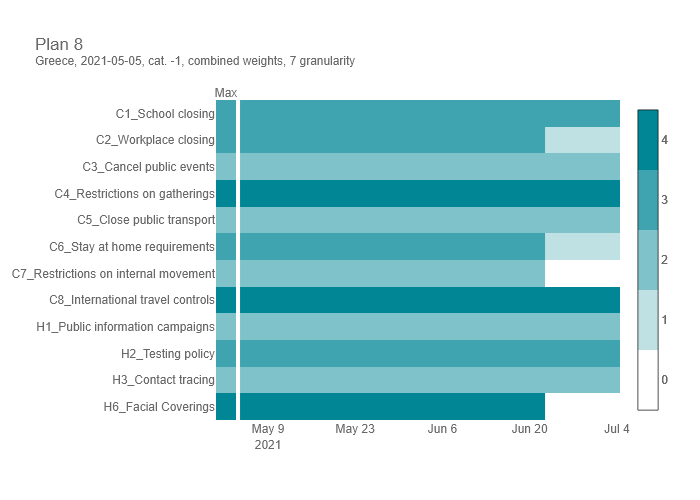 Plan 8
Greece, 2021-05-05, cat. -1, combined weights, 7 granularity
Max
C1_School closing
C2_Workplace closing
C3_Cancel public events
C4_Restrictions on gatherings
C5_Close public transport
C6_Stay at home requirements
C7_Restrictions on internal movement
C8_International travel controls
H1_Public information campaigns
H2_Testing policy
H3_Contact tracing
H6_Facial Coverings
May 9 May 23 Jun 6 Jun 20 Jul 4
2021
4
3
2
1
0